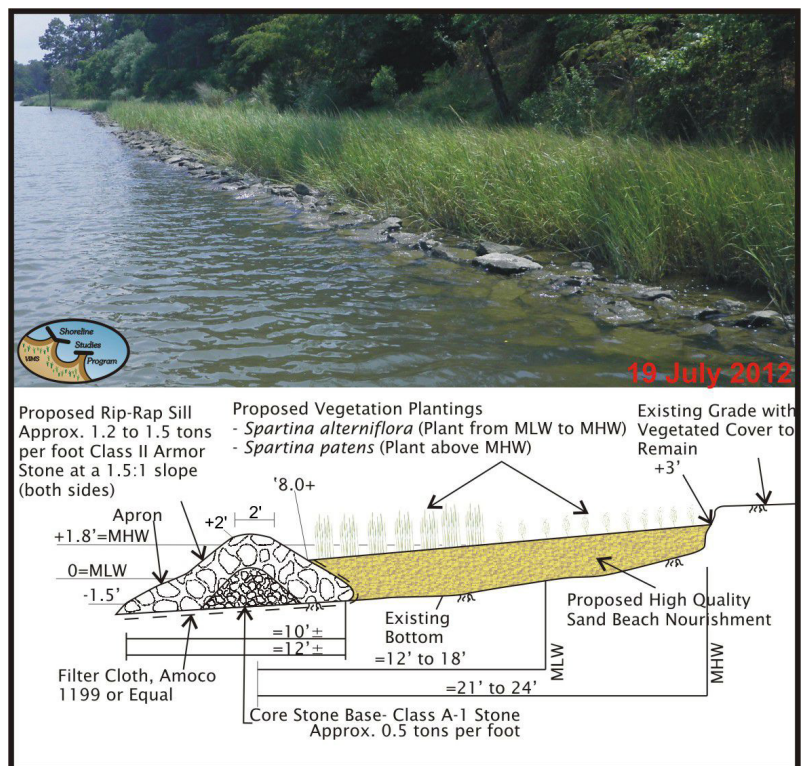 Shoreline
Studies
Program
VIMS
19 July 2012
Proposed Rip-Rap Sill
Approx. 1.2 to 1.5 tons
per foot Class II Armor
Stone at a 1.5:1 slope
(both sides)
Proposed Vegetation Plantings
- Spartina alterniflora (Plant from MLW to MHW)
- Spartina patens (Plant above MHW)
Existing Grade with
Vegetated Cover to
Remain
+3'
+0.8'
Apron
+2'
2'
+1.8'=MHW
0=MLW
-1.5'
Existing
Bottom
Proposed High Quality
Sand Beach Nourishment
=10'±
=12'±
=12' to 18'
MLW
=21' to 24'
MHW
Filter Cloth, Amoco
1199 or Equal
Core Stone Base- Class A-1 Stone
Approx. 0.5 tons per foot